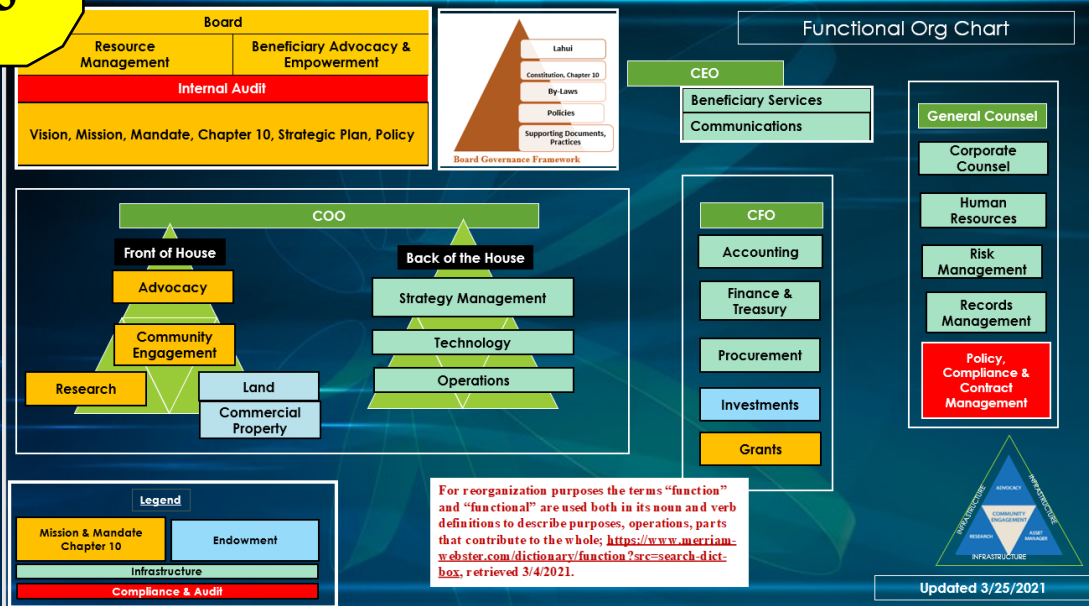 Functional Org Chart
Board
Resource
Management
Beneficiary Advocacy &
Empowerment
Internal Audit
Vision, Mission, Mandate, Chapter 10, Strategic Plan, Policy
Lahui
Constitution, Chapter 10
By-Laws
Policies
Supporting Documents,
Practices
Board Governance Framework
CEO
Beneficiary Services
Communications
General Counsel
Corporate
Counsel
Human
Resources
Risk
Management
Records
Management
Policy,
Compliance &
Contract
Management
COO
Front of House
Advocacy
Community
Engagement
Research
Land
Commercial
Property
Back of the House
Strategy Management
Technology
Operations
CFO
Accounting
Finance &
Treasury
Procurement
Investments
Grants
Legend
Mission & Mandate
Chapter 10
Endowment
Infrastructure
Compliance & Audit
For reorganization purposes the terms “function”
and “functional” are used both in its noun and verb
definitions to describe purposes, operations, parts
that contribute to the whole; https://www.merriam-
webster.com/dictionary/function?src=search-dict-
box, retrieved 3/4/2021.
INFRASTRUCTURE
INFRASTRUCTURE
ADVOCACY
COMMUNITY
ENGAGEMENT
RESEARCH
ASSET
MANAGER
INFRASTRUCTURE
Updated 3/25/2021